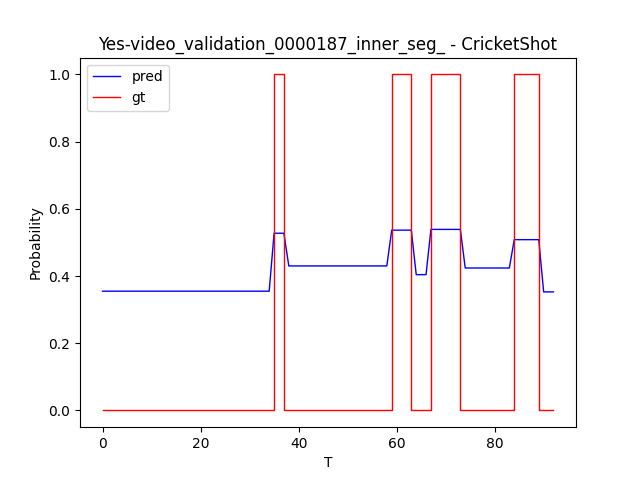 Yes-video_validation_0000187_inner_seg_ - CricketShot
pred
gt
1.0
0.8
0.6
0.4
0.2
0.0
Probability
0
20
40
60
80
T